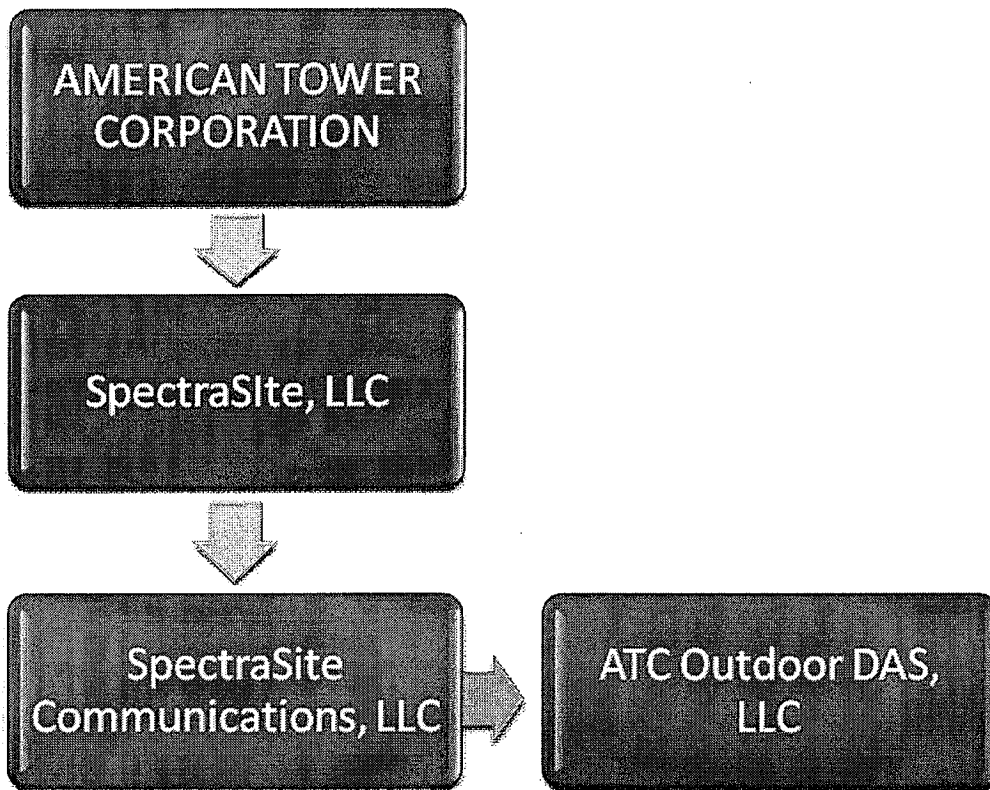 AMERICAN TOWER
CORPORATION
SpectraSIte, LLC
SpectraSite
Communications, LLC
ATC Outdoor DAS,
LLC